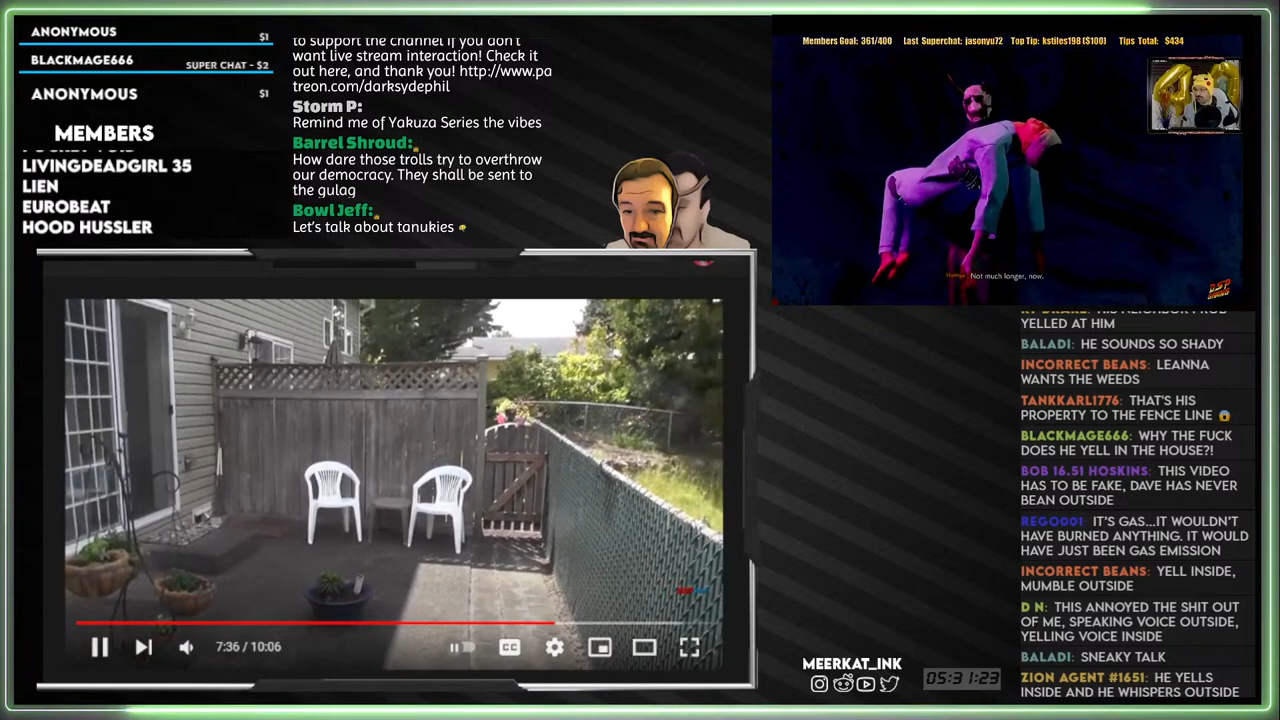 ANONYMOUS $1
BLACKMAGE666 SUPER CHAT - $2
ANONYMOUS $1
MEMBERS
LIVINGDEADGIRL 35
LIEN
EUROBEAT
HOOD HUSSLER
to support the channel if you don't
want live stream interaction! Check it
out here, and thank you! http://www.pa
treon.com/darksydephil
Storm P:
Remind me of Yakuza Series the vibes
Barrel Shroud:
How dare those trolls try to overthrow
our democracy. They shall be sent to
the gulag
Bowl Jeff:
Let's talk about tanukies
Members Goal: 361/400 Last Superchat: jasonyu72 Top Tip: kstiles198 ($100) Tips Total: $434
Not much longer, now.
DSP
GAMING
7:36 / 10:06
CC
YELLED AT HIM
BALADI: HE SOUNDS SO SHADY
INCORRECT BEANS: LEANNA
WANTS THE WEEDS
TANKKARL1776: THAT'S HIS
PROPERTY TO THE FENCE LINE
BLACKMAGE666: WHY THE FUCK
DOES HE YELL IN THE HOUSE?!
BOB 16.51 HOSKINS: THIS VIDEO
HAS TO BE FAKE, DAVE HAS NEVER
BEAN OUTSIDE
REGO001: IT'S GAS...IT WOULDN'T
HAVE BURNED ANYTHING. IT WOULD
HAVE JUST BEEN GAS EMISSION
INCORRECT BEANS: YELL INSIDE,
MUMBLE OUTSIDE
D N: THIS ANNOYED THE SHIT OUT
OF ME, SPEAKING VOICE OUTSIDE,
YELLING VOICE INSIDE
BALADI: SNEAKY TALK
ZION AGENT #1651: HE YELLS
INSIDE AND HE WHISPERS OUTSIDE
MEERKAT_INK
05:31:23